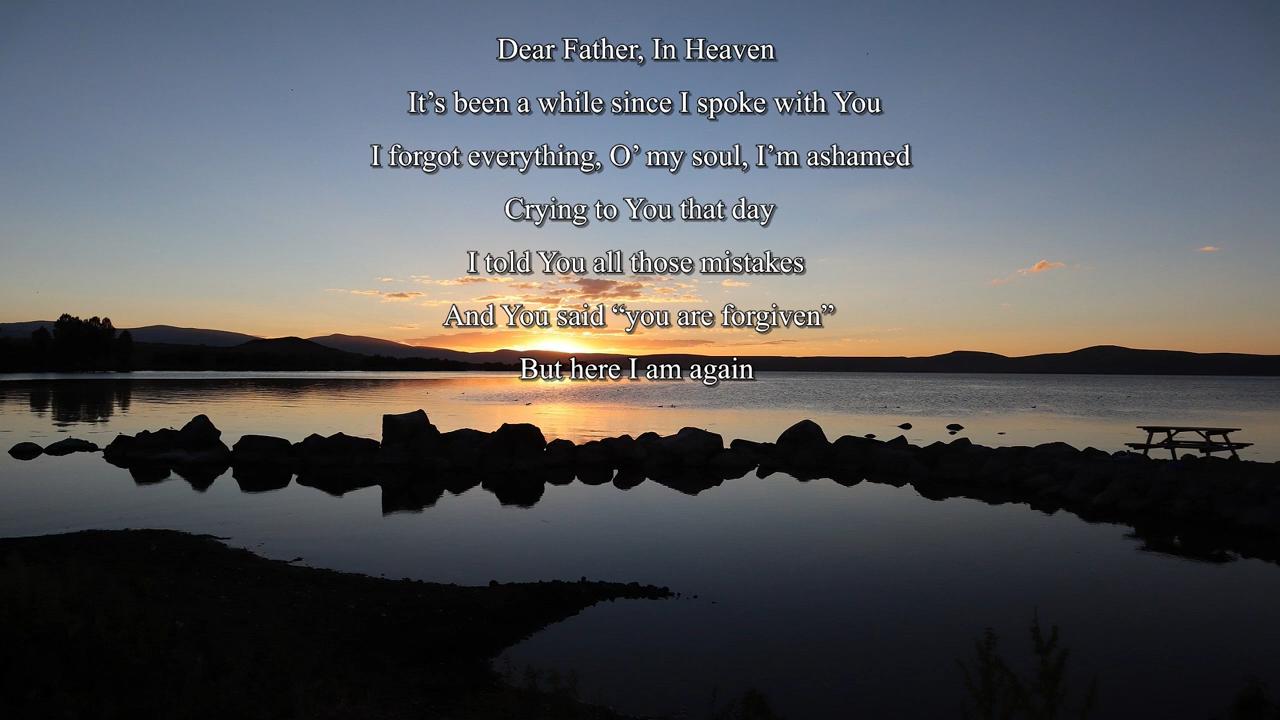 Dear Father, In Heaven
It’s been a while since I spoke with You
I forgot everything, O’ my soul, I’m ashamed
Crying to You that day
I told You all those mistakes
And You said “you are forgiven”
But here I am again